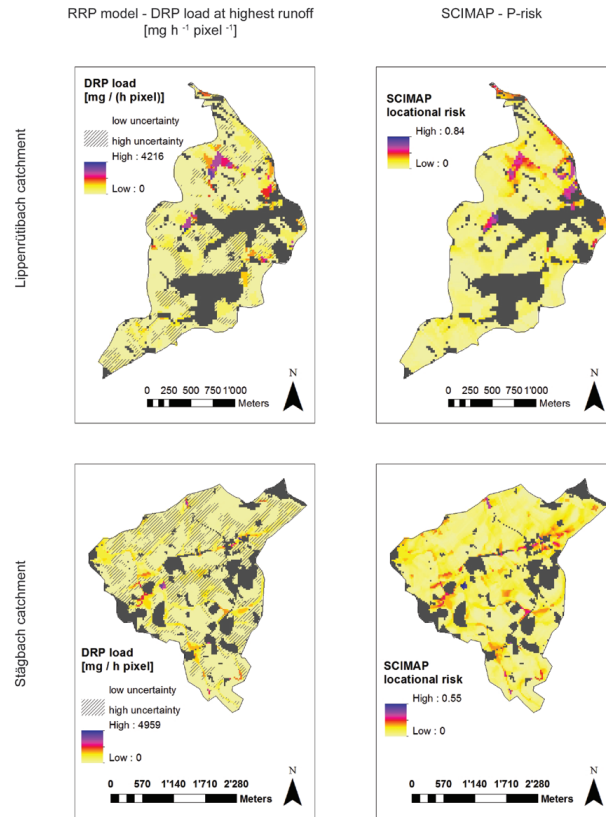 RRP model - DRP load at highest runoff
[mg h ⁻¹ pixel ⁻¹]
SCIMAP - P-risk
Lippenrütibach catchment
DRP load
[mg / (h pixel)]
low uncertainty
high uncertainty
High : 4216
Low : 0
N
0 250 500 750 1'000
Meters
SCIMAP
locational risk
High : 0.84
Low : 0
N
0 250 500 750 1'000
Meters
Stägbach catchment
DRP load
[mg / h pixel]
low uncertainty
high uncertainty
High : 4959
Low : 0
N
0 570 1'140 1'710 2'280
Meters
SCIMAP
locational risk
High : 0.55
Low : 0
N
0 570 1'140 1'710 2'280
Meters